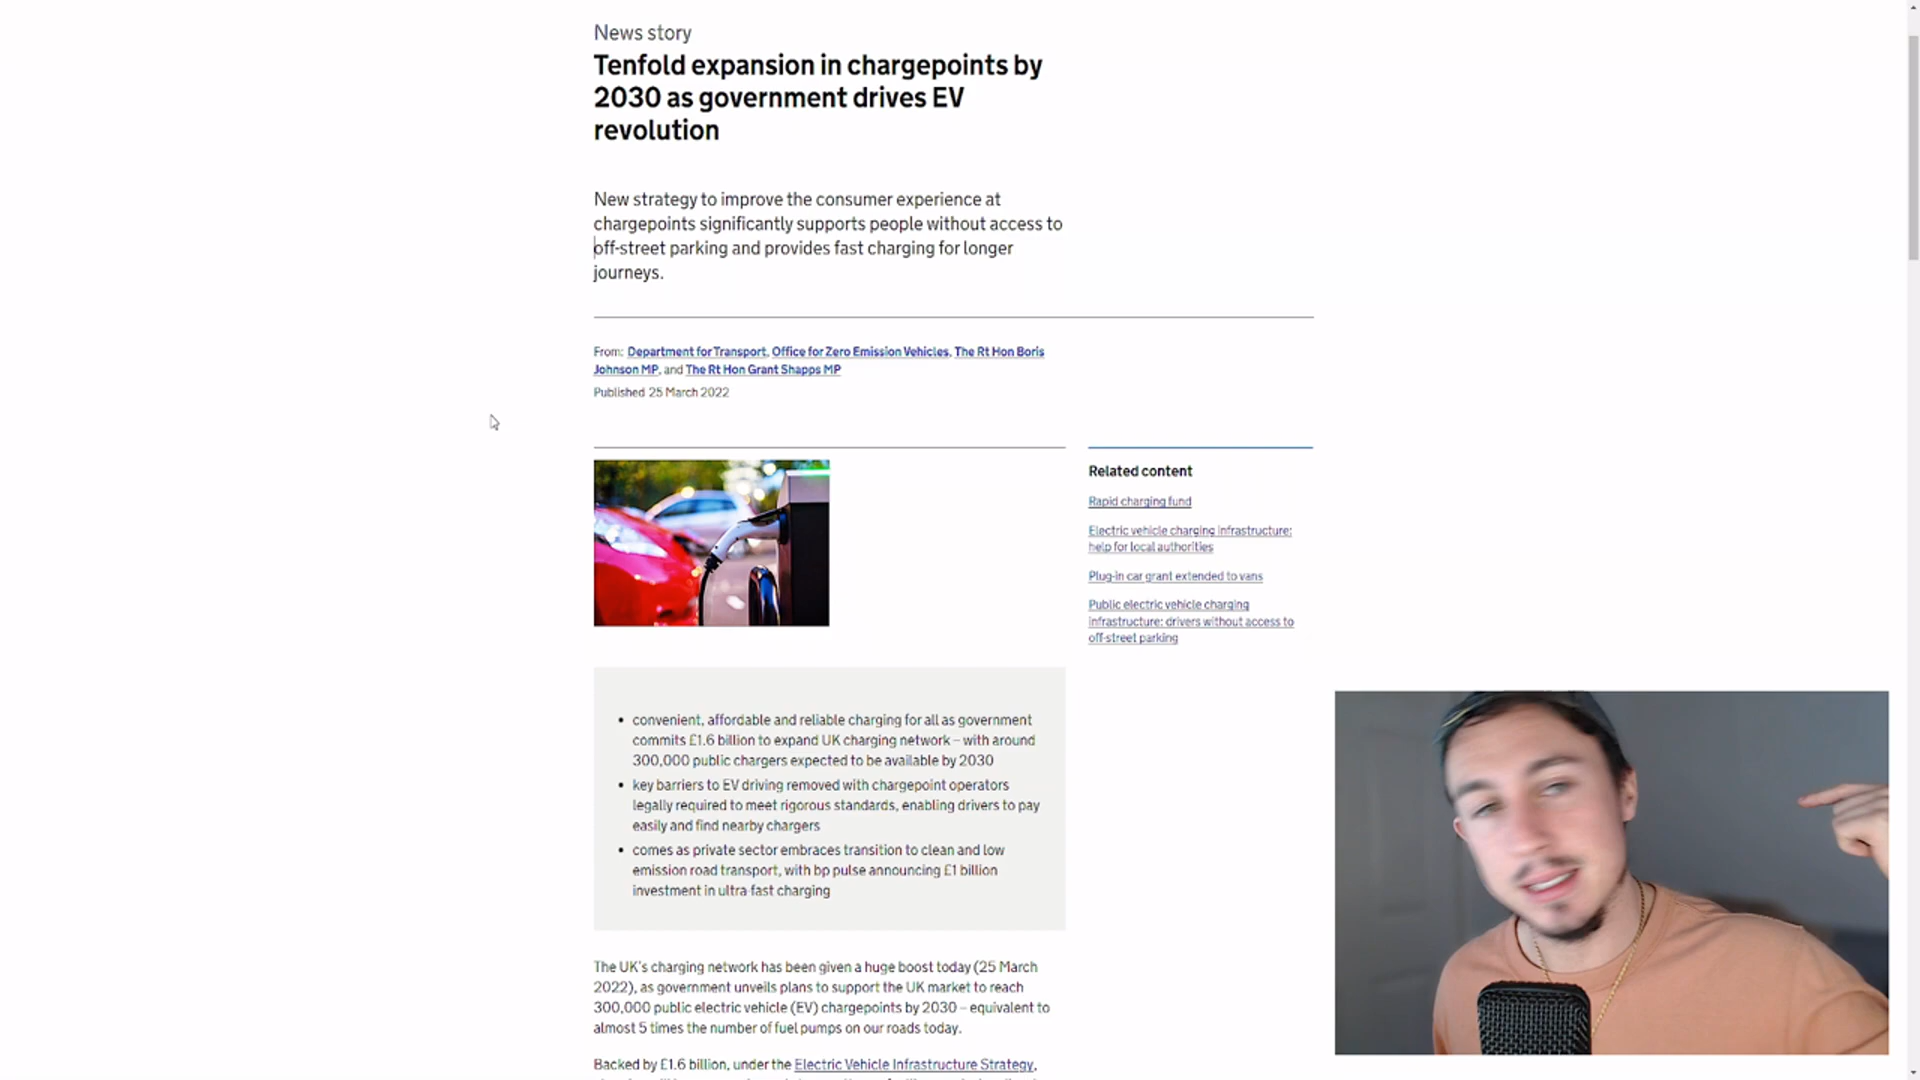 News story
Tenfold expansion in chargepoints by
2030 as government drives EV
revolution
New strategy to improve the consumer experience at
chargepoints significantly supports people without access to
off-street parking and provides fast charging for longer
journeys.
From: Department for Transport, Office for Zero Emission Vehicles, The Rt Hon Boris
Johnson MP, and The Rt Hon Grant Shapps MP
Published 25 March 2022
Related content
Rapid charging fund
Electric vehicle charging infrastructure:
help for local authorities
Plug-in car grant extended to vans
Public electric vehicle charging
infrastructure: drivers without access to
off-street parking
• convenient, affordable and reliable charging for all as government
commits £1.6 billion to expand UK charging network – with around
300,000 public chargers expected to be available by 2030
• key barriers to EV driving removed with chargepoint operators
legally required to meet rigorous standards, enabling drivers to pay
easily and find nearby chargers
• comes as private sector embraces transition to clean and low
emission road transport, with bp pulse announcing £1 billion
investment in ultra fast charging
The UK's charging network has been given a huge boost today (25 March
2022), as government unveils plans to support the UK market to reach
300,000 public electric vehicle (EV) chargepoints by 2030 – equivalent to
almost 5 times the number of fuel pumps on our roads today.
Backed by £1.6 billion, under the Electric Vehicle Infrastructure Strategy,